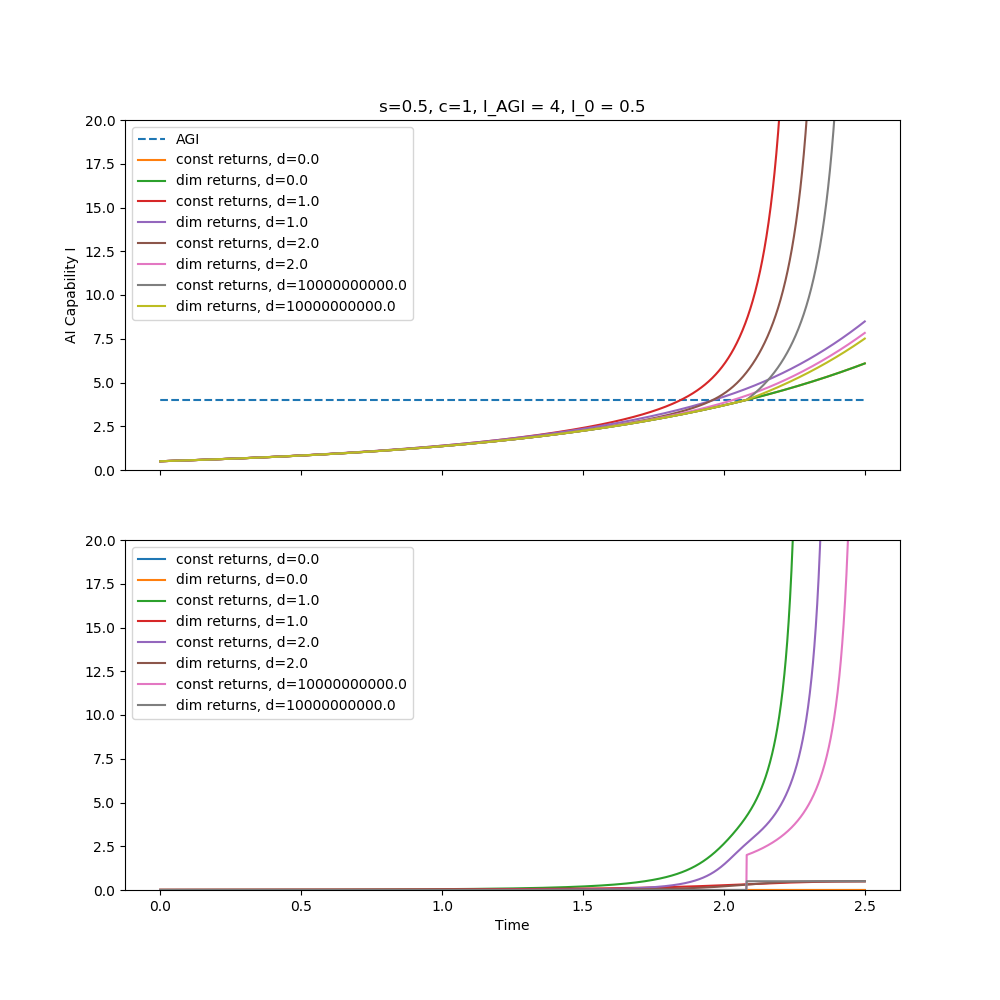 s=0.5, c=1, I_AGI = 4, I_0 = 0.5
20.0
17.5
15.0
12.5
10.0
7.5
5.0
2.5
0.0
AI Capability I
AGI
const returns, d=0.0
dim returns, d=0.0
const returns, d=1.0
dim returns, d=1.0
const returns, d=2.0
dim returns, d=2.0
const returns, d=10000000000.0
dim returns, d=10000000000.0
20.0
17.5
15.0
12.5
10.0
7.5
5.0
2.5
0.0
const returns, d=0.0
dim returns, d=0.0
const returns, d=1.0
dim returns, d=1.0
const returns, d=2.0
dim returns, d=2.0
const returns, d=10000000000.0
dim returns, d=10000000000.0
0.0 0.5 1.0 1.5 2.0 2.5
Time